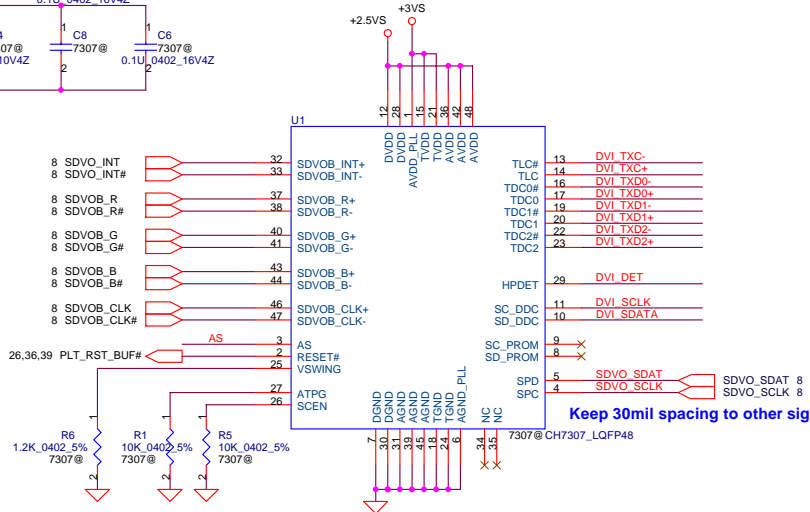 0.1U_0402_16V4Z
+3VS
+2.5VS
1
1
C8
C6
07@
7307@
7307@
10V4Z
0.1U_0402_16V4Z
2
2
U1
12
28
1
15
21
36
42
48
DVDD
DVDD
AVDD_PLL
TVDD
TVDD
AVDD
AVDD
AVDD
8 SDVO_INT 32 SDVOB_INT+
8 SDVO_INT# 33 SDVOB_INT-
8 SDVOB_R 37 SDVOB_R+
8 SDVOB_R# 38 SDVOB_R-
8 SDVOB_G 40 SDVOB_G+
8 SDVOB_G# 41 SDVOB_G-
8 SDVOB_B 43 SDVOB_B+
8 SDVOB_B# 44 SDVOB_B-
8 SDVOB_CLK 46 SDVOB_CLK+
8 SDVOB_CLK# 47 SDVOB_CLK-
AS 3 AS
26,36,39 PLT_RST_BUF# 2 RESET#
25 VSWING
27 ATPG
26 SCEN
TLC# 13 DVI_TXC-
TLC 14 DVI_TXC+
TDC0# 16 DVI_TXD0-
TDC0 17 DVI_TXD0+
TDC1# 19 DVI_TXD1-
TDC1 20 DVI_TXD1+
TDC2# 22 DVI_TXD2-
TDC2 23 DVI_TXD2+
HPDET 29 DVI_DET
SC_DDC 11 DVI_SCLK
SD_DDC 10 DVI_SDATA
SC_PROM 9
SD_PROM 8
SPD 5 SDVO_SDAT SDVO_SDAT 8
SPC 4 SDVO_SCLK SDVO_SCLK 8
Keep 30mil spacing to other sig
DGND
DGND
AGND
AGND
AGND
TGND
TGND
AGND_PLL
NC
NC
7
30
31
39
45
18
24
6
34
35
7307@ CH7307_LQFP48
1
1
1
R6
1.2K_0402_5%
7307@
R1
10K_0402_5%
7307@
R5
10K_0402_5%
7307@
2
2
2